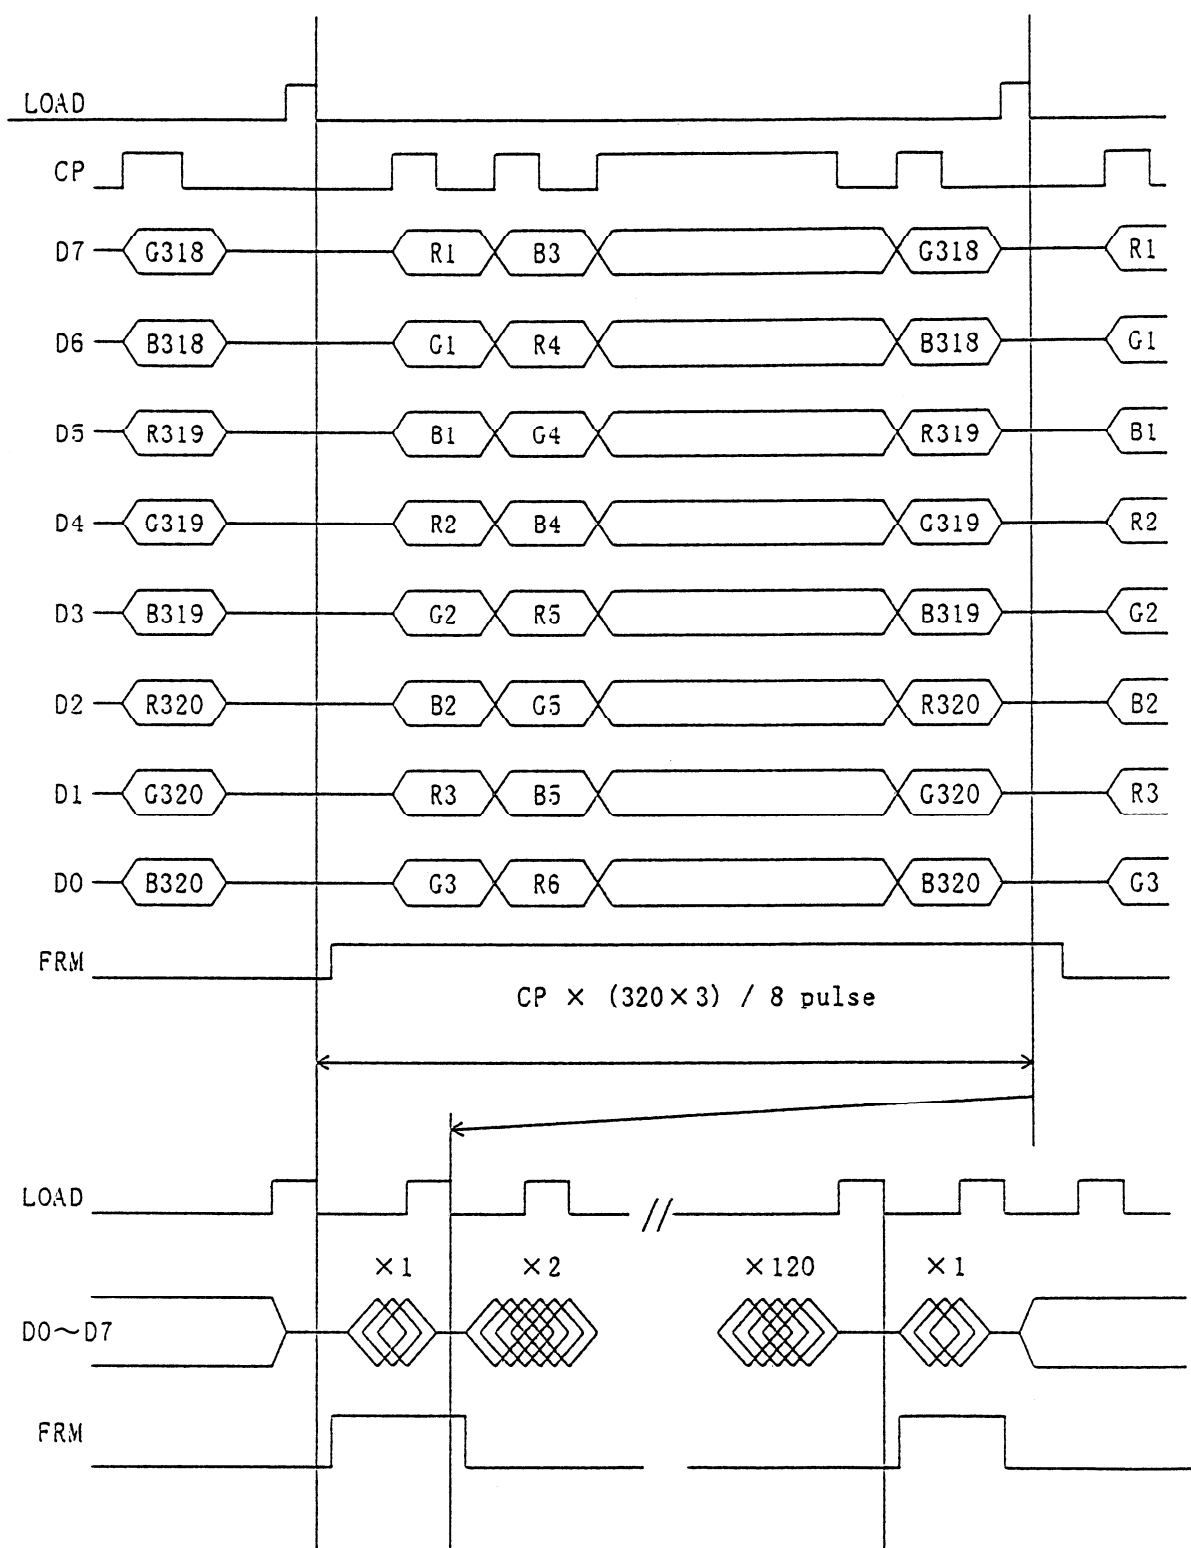 LOAD
CP
D7 G318 R1 B3 G318 R1
D6 B318 G1 R4 B318 G1
D5 R319 B1 G4 R319 B1
D4 G319 R2 B4 G319 R2
D3 B319 G2 R5 B319 G2
D2 R320 B2 G5 R320 B2
D1 G320 R3 B5 G320 R3
D0 B320 G3 R6 B320 G3
FRM
CP × (320×3) / 8 pulse
LOAD
×1 ×2 ×120 ×1
D0～D7
FRM